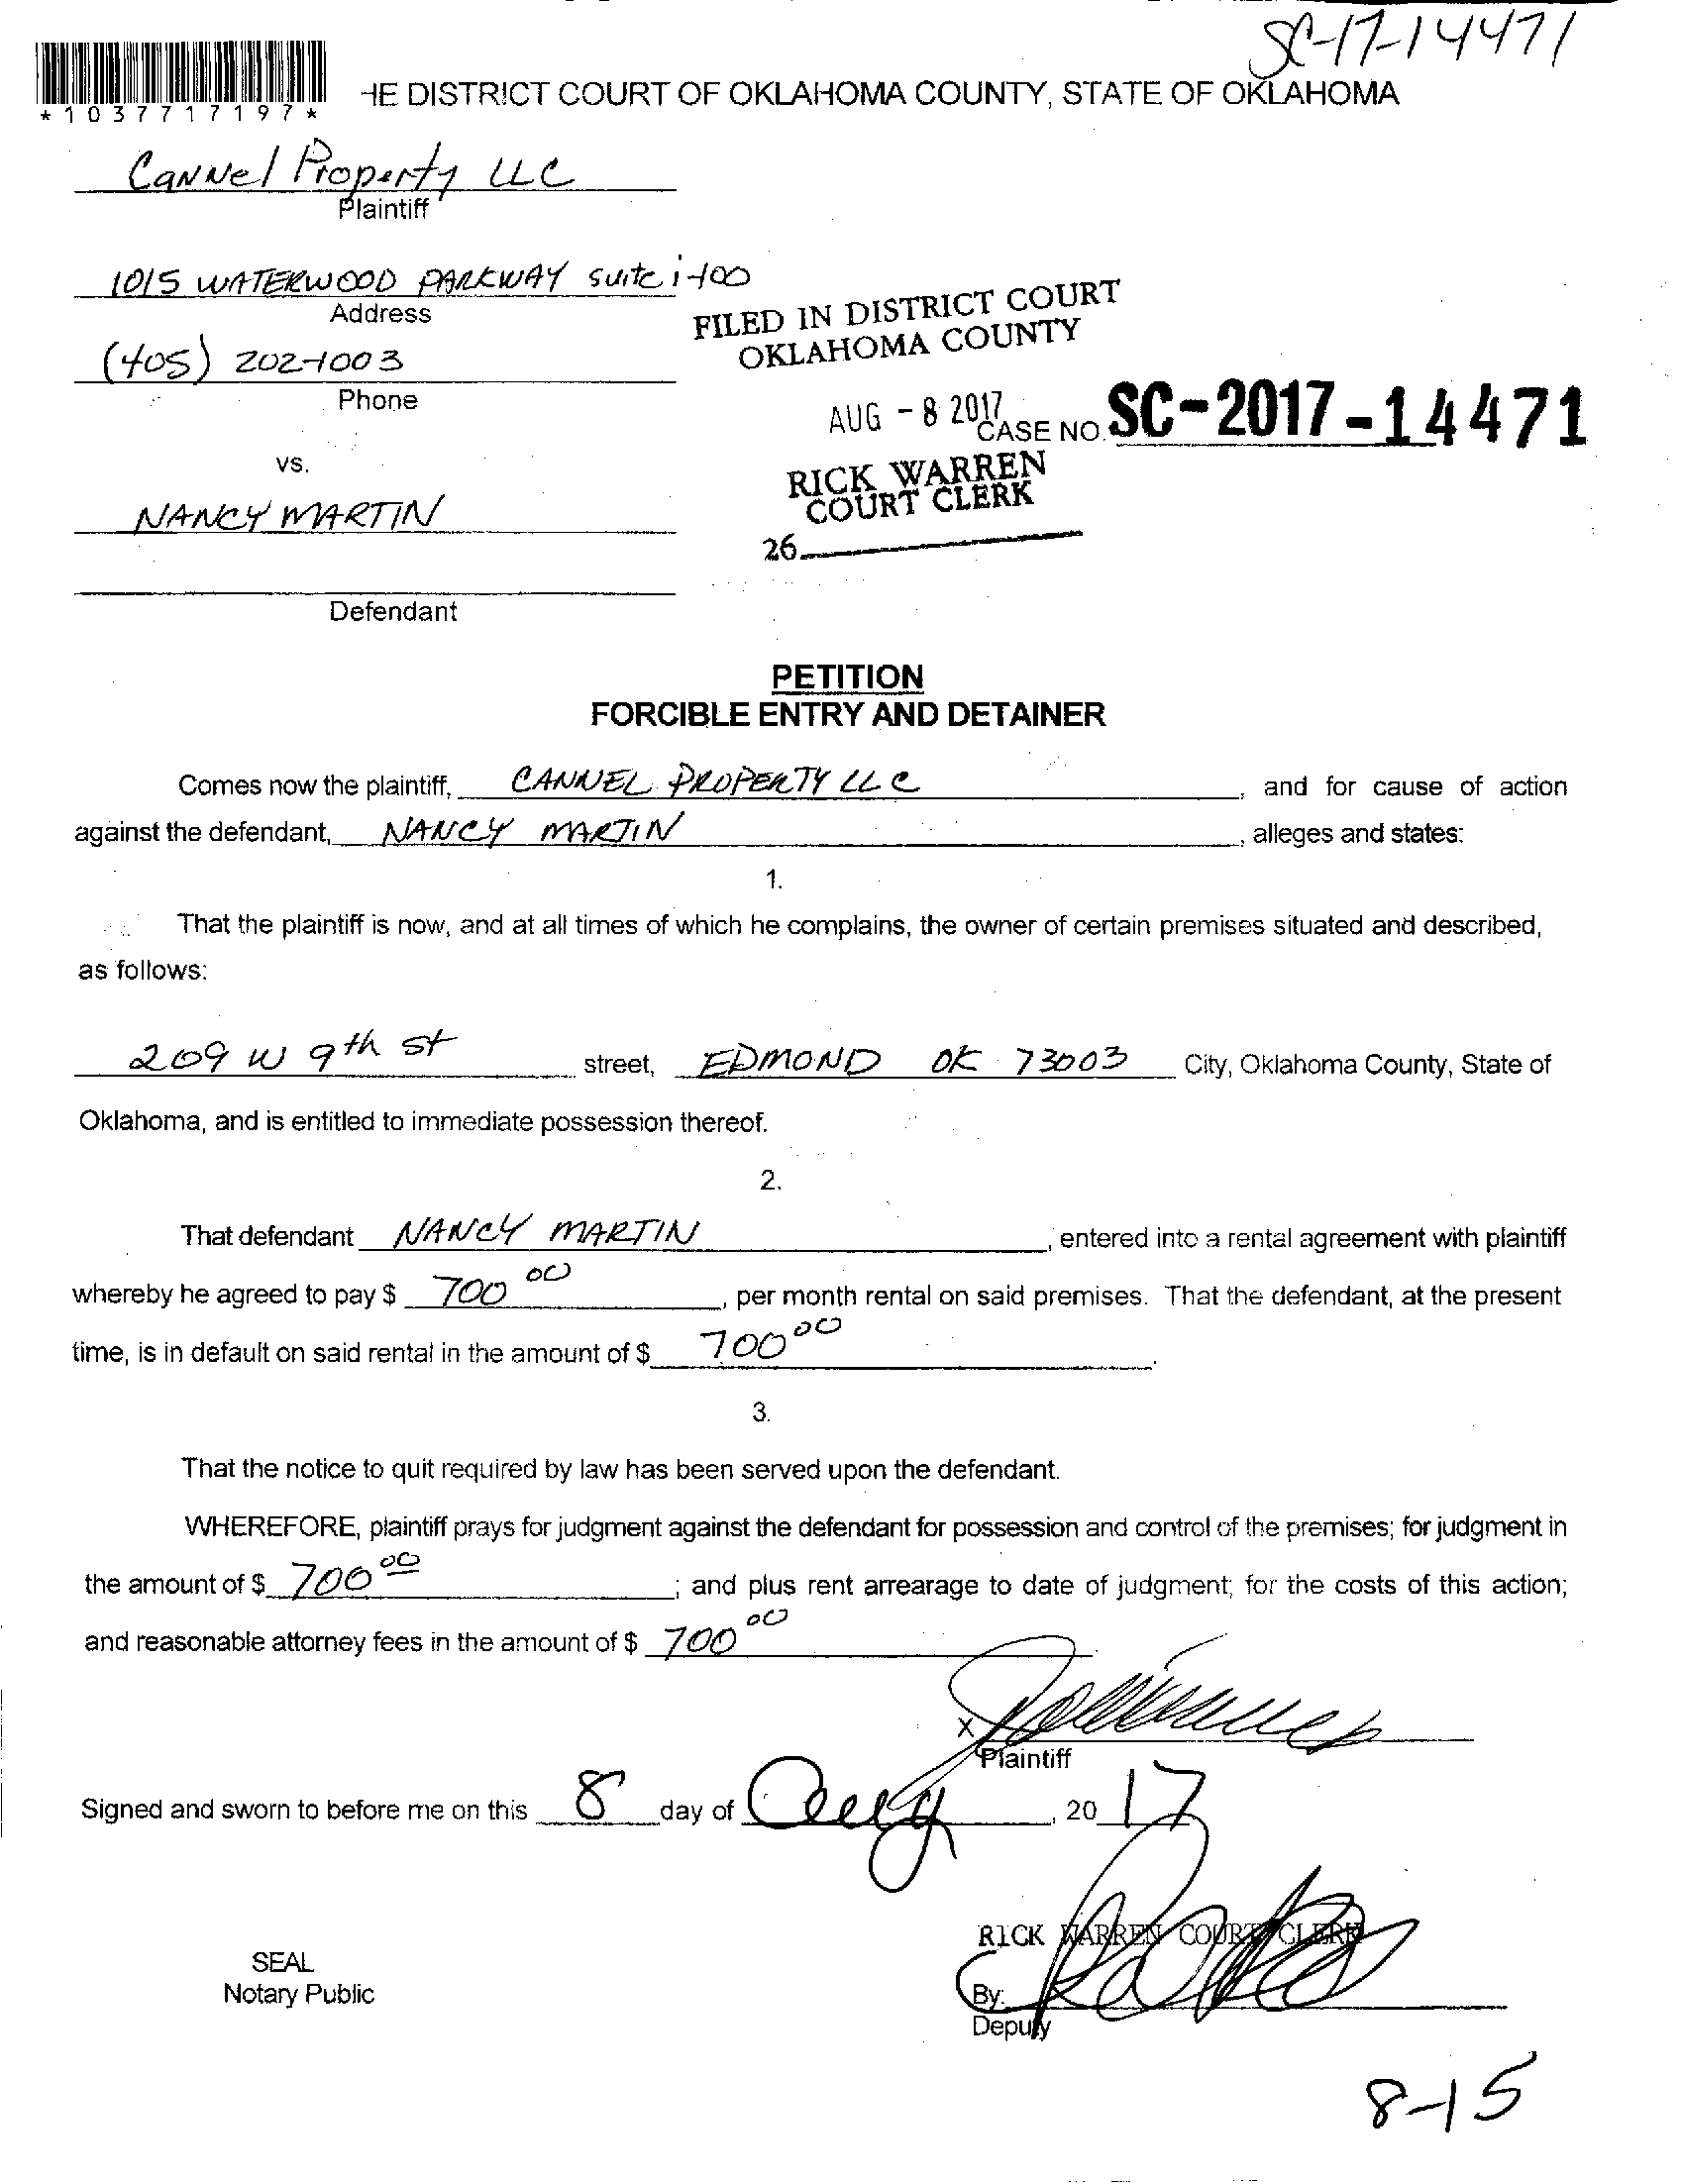 SC-17-14471
*1037717197*
HE DISTRICT COURT OF OKLAHOMA COUNTY, STATE OF OKLAHOMA
Cannel Property LLC
Plaintiff
1015 WATERWOOD PARKWAY suite
Address
FILED IN DISTRICT COURT
OKLAHOMA COUNTY
(405) 202-1003
Phone
AUG - 8 2017
CASE NO. SC-2017-14471
vs.
RICK WARREN
COURT CLERK
NANCY MARTIN
26
Defendant
PETITION
FORCIBLE ENTRY AND DETAINER
Comes now the plaintiff, CANNEL PROPERTY LLC, and for cause of action
against the defendant, NANCY MARTIN, alleges and states:
1.
That the plaintiff is now, and at all times of which he complains, the owner of certain premises situated and described,
as follows:
209 W 9th st street, EDMOND OK 73003 City, Oklahoma County, State of
Oklahoma, and is entitled to immediate possession thereof.
2.
That defendant NANCY MARTIN, entered into a rental agreement with plaintiff
whereby he agreed to pay $ 700 00, per month rental on said premises. That the defendant, at the present
time, is in default on said rental in the amount of $ 700 00.
3.
That the notice to quit required by law has been served upon the defendant.
WHEREFORE, plaintiff prays for judgment against the defendant for possession and control of the premises; for judgment in
the amount of $ 700 00; and plus rent arrearage to date of judgment; for the costs of this action;
and reasonable attorney fees in the amount of $ 700 00.
X
Plaintiff
Signed and sworn to before me on this 8 day of Aug, 2017
RICK WARREN COURT CLERK
SEAL
Notary Public
By:
Deputy
8-15